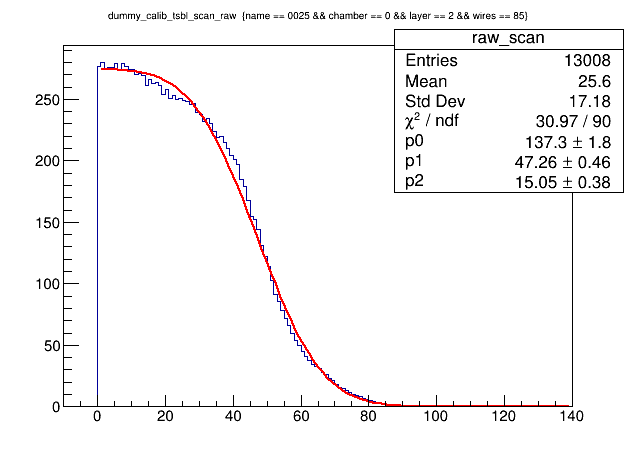 dummy_calib_tsbl_scan_raw {name == 0025 && chamber == 0 && layer == 2 && wires == 85}
raw_scan
Entries 13008
Mean 25.6
Std Dev 17.18
χ² / ndf 30.97 / 90
p0 137.3 ± 1.8
p1 47.26 ± 0.46
p2 15.05 ± 0.38
250
200
150
100
50
0
0 20 40 60 80 100 120 140